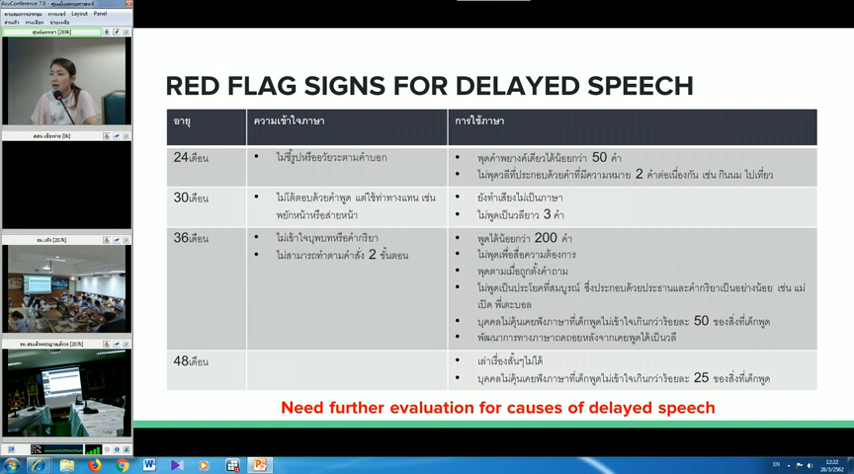 AcuConference 7.0 -
Layout Panel
RED FLAG SIGNS FOR DELAYED SPEECH
อายุ
ความเข้าใจภาษา
การใช้ภาษา
24เดือน
• ไม่ชี้รูปหรืออวัยวะตามคำบอก
• พูดคำพยางค์เดียวได้น้อยกว่า 50 คำ
• ไม่พูดวลีที่ประกอบด้วยคำที่มีความหมาย 2 คำต่อเนื่องกัน เช่น กินนม ไปเที่ยว
30เดือน
• ไม่โต้ตอบด้วยคำพูด แต่ใช้ท่าทางแทน เช่น
พยักหน้าหรือส่ายหน้า
• ยังทำเสียงไม่เป็นภาษา
• ไม่พูดเป็นวลียาว 3 คำ
36เดือน
• ไม่เข้าใจบุพบทหรือคำกริยา
• ไม่สามารถทำตามคำสั่ง 2 ขั้นตอน
• พูดได้น้อยกว่า 200 คำ
• ไม่พูดเพื่อสื่อความต้องการ
• พูดตามเมื่อถูกตั้งคำถาม
• ไม่พูดเป็นประโยคที่สมบูรณ์ ซึ่งประกอบด้วยประธานและคำกริยาเป็นอย่างน้อย เช่น แม่
เปิด พี่เตะบอล
• บุคคลไม่คุ้นเคยฟังภาษาที่เด็กพูดไม่เข้าใจเกินกว่าร้อยละ 50 ของสิ่งที่เด็กพูด
• พัฒนาการทางภาษาถดถอยหลังจากเคยพูดได้เป็นวลี
48เดือน
• เล่าเรื่องสั้นๆไม่ได้
• บุคคลไม่คุ้นเคยฟังภาษาที่เด็กพูดไม่เข้าใจเกินกว่าร้อยละ 25 ของสิ่งที่เด็กพูด
Need further evaluation for causes of delayed speech
EN
12:22
28/3/2562